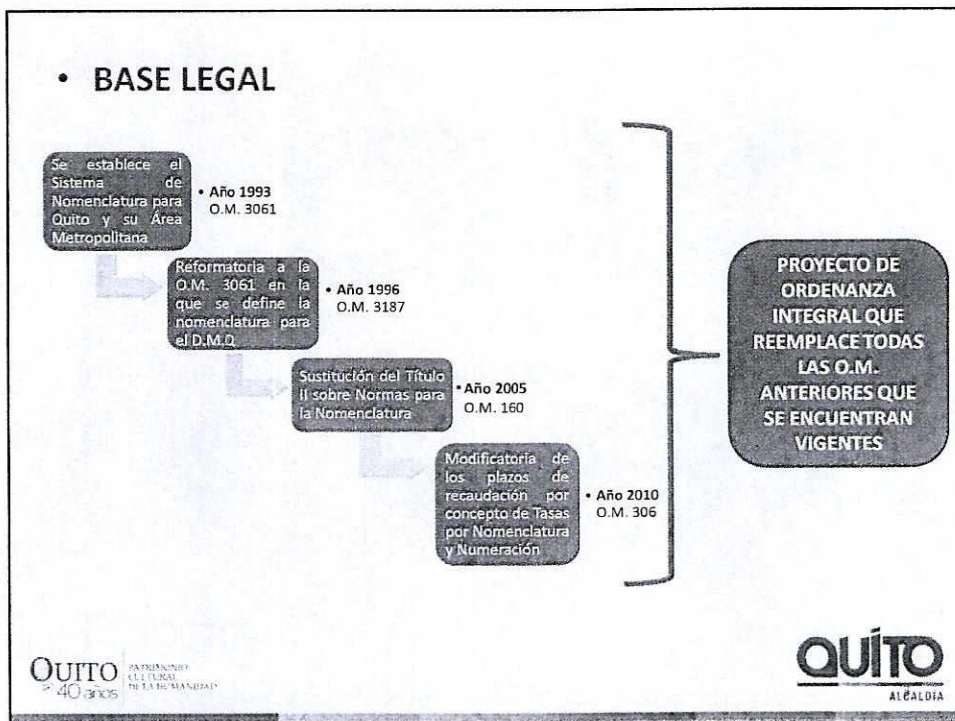 • BASE LEGAL
Se establece el
Sistema de
Nomenclatura para
Quito y su Área
Metropolitana
• Año 1993
O.M. 3061
Reformatoria a la
O.M. 3061 en la
que se define la
nomenclatura para
el D.M.Q
• Año 1996
O.M. 3187
Sustitución del Título
II sobre Normas para
la Nomenclatura
• Año 2005
O.M. 160
Modificatoria de
los plazos de
recaudación por
concepto de Tasas
por Nomenclatura
y Numeración
• Año 2010
O.M. 306
PROYECTO DE
ORDENANZA
INTEGRAL QUE
REEMPLACE TODAS
LAS O.M.
ANTERIORES QUE
SE ENCUENTRAN
VIGENTES
QUITO
40 años
PATRIMONIO
CULTURAL
DE LA HUMANIDAD
QUITO
ALCALDÍA